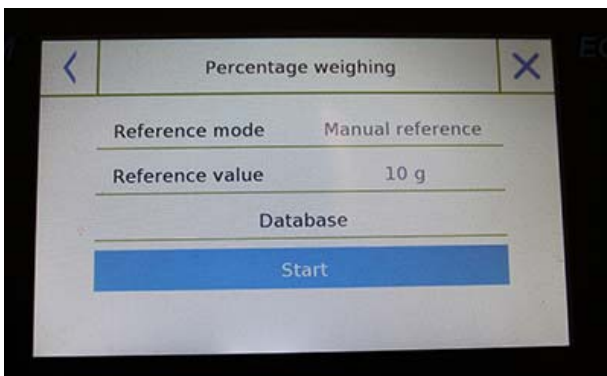 Percentage weighing
Reference mode Manual reference
Reference value 10 g
Database
Start